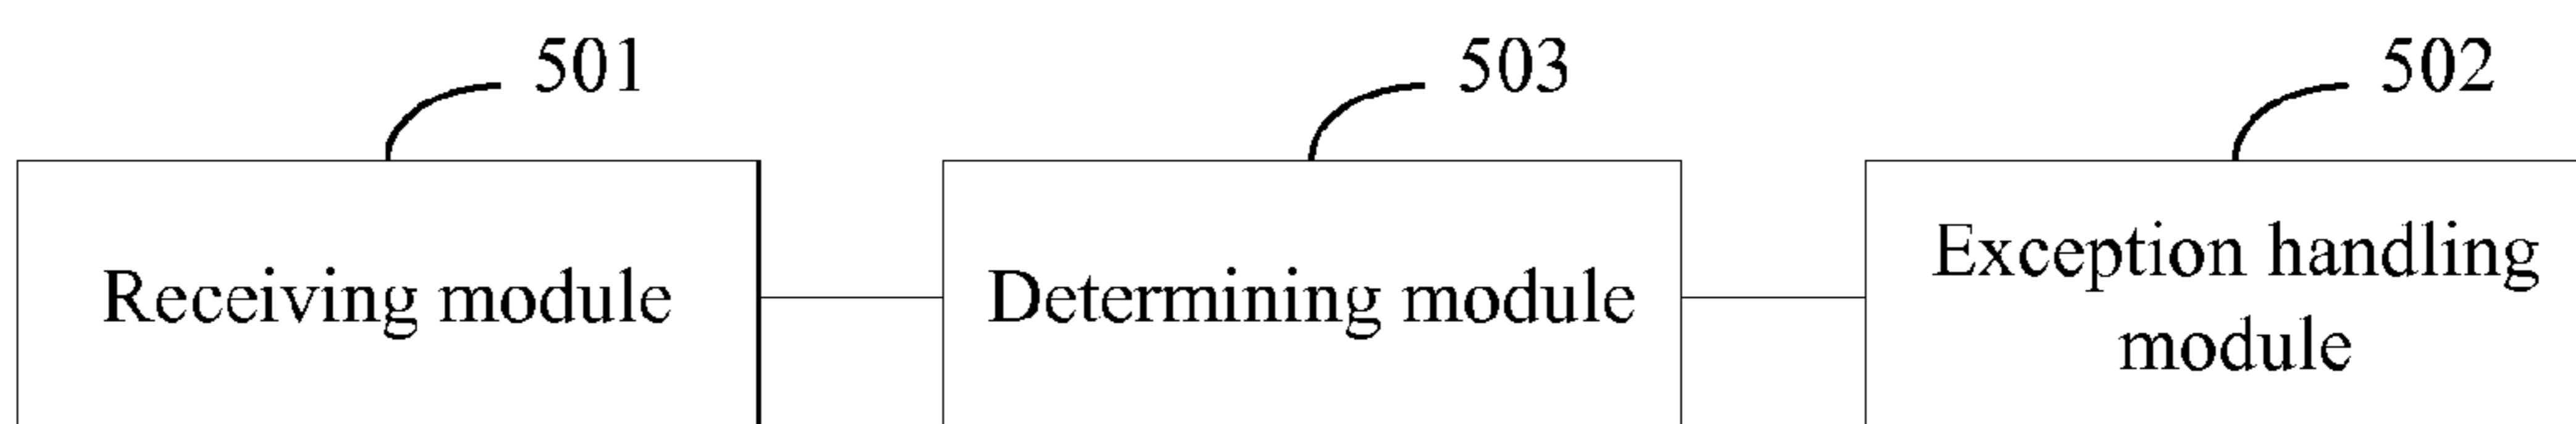 501
503
502
Receiving module
Determining module
Exception handling
module